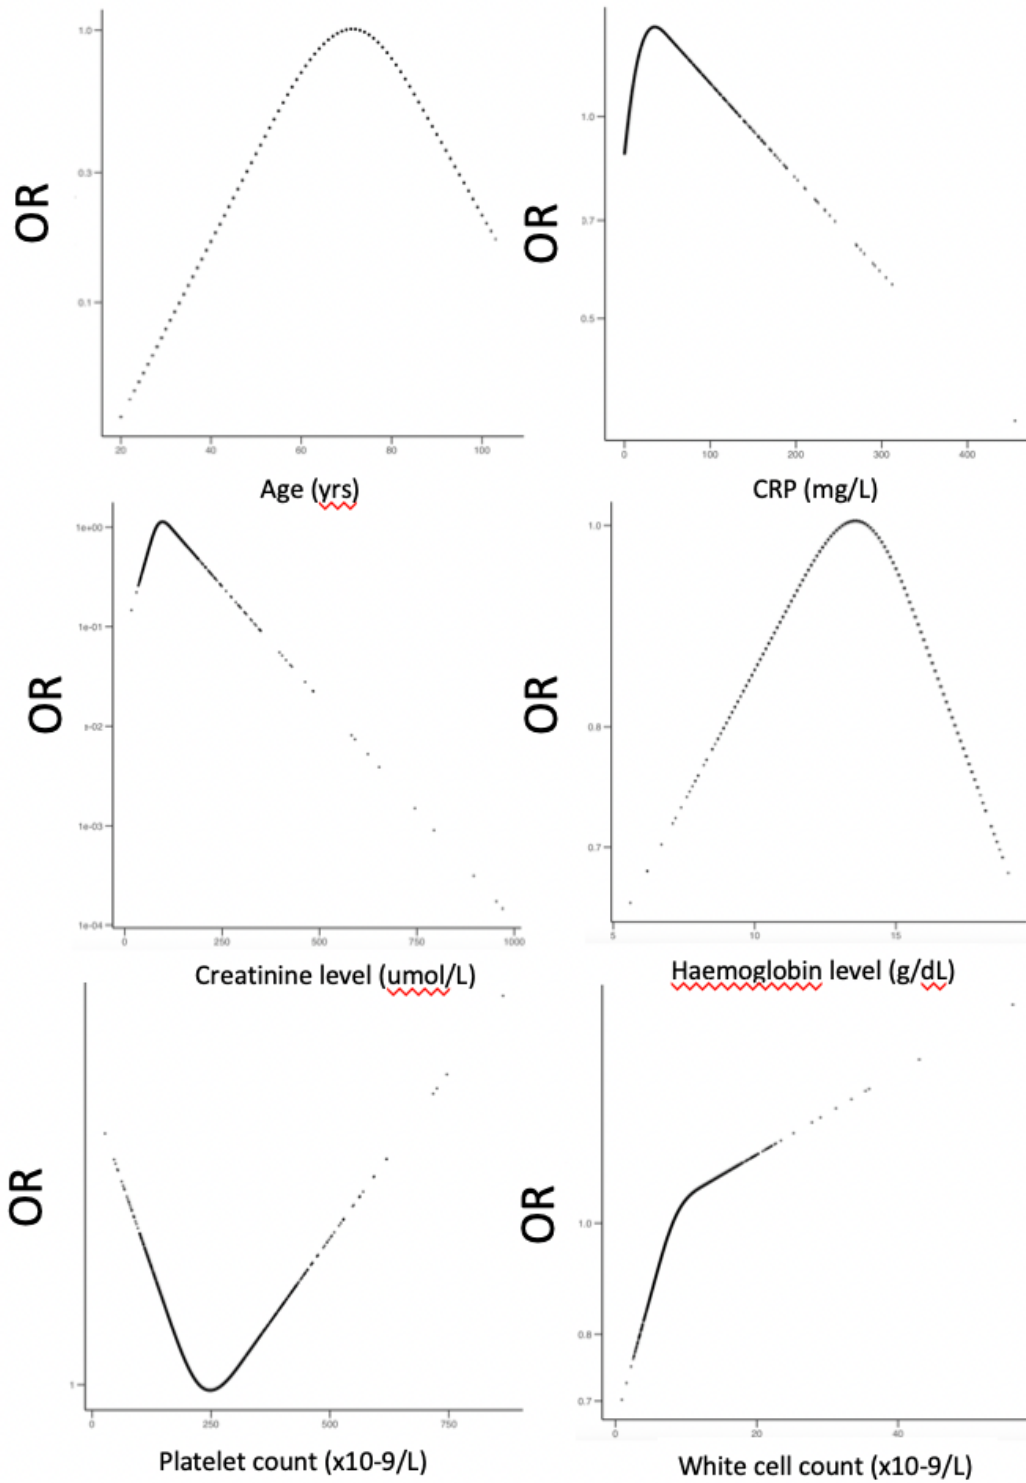 1.0
0.3
0.1
OR
20 40 60 80 100
Age (yrs)
1.0
0.7
0.5
OR
0 100 200 300 400
CRP (mg/L)
1e+00
1e-01
1e-02
1e-03
1e-04
OR
0 250 500 750 1000
Creatinine level (umol/L)
1.0
0.8
0.7
OR
5 10 15
Haemoglobin level (g/dL)
1
OR
0 250 500 750
Platelet count (x10-9/L)
1.0
0.8
0.7
OR
0 20 40
White cell count (x10-9/L)